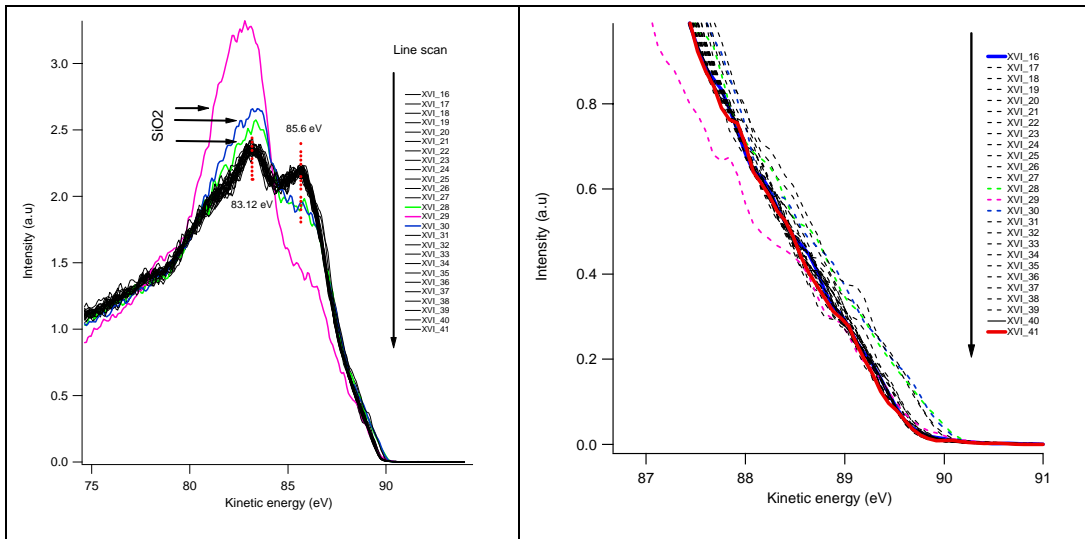 Line scan
3.0
2.5
2.0
1.5
1.0
0.5
0.0
Intensity (a.u)
SiO2
85.6 eV
83.12 eV
XVI_16
XVI_17
XVI_18
XVI_19
XVI_20
XVI_21
XVI_22
XVI_23
XVI_24
XVI_25
XVI_26
XVI_27
XVI_28
XVI_29
XVI_30
XVI_31
XVI_32
XVI_33
XVI_34
XVI_35
XVI_36
XVI_37
XVI_38
XVI_39
XVI_40
XVI_41
75 80 85 90
Kinetic energy (eV)
0.8
0.6
0.4
0.2
0.0
Intensity (a.u)
XVI_16
XVI_17
XVI_18
XVI_19
XVI_20
XVI_21
XVI_22
XVI_23
XVI_24
XVI_25
XVI_26
XVI_27
XVI_28
XVI_29
XVI_30
XVI_31
XVI_32
XVI_33
XVI_34
XVI_35
XVI_36
XVI_37
XVI_38
XVI_39
XVI_40
XVI_41
87 88 89 90 91
Kinetic energy (eV)